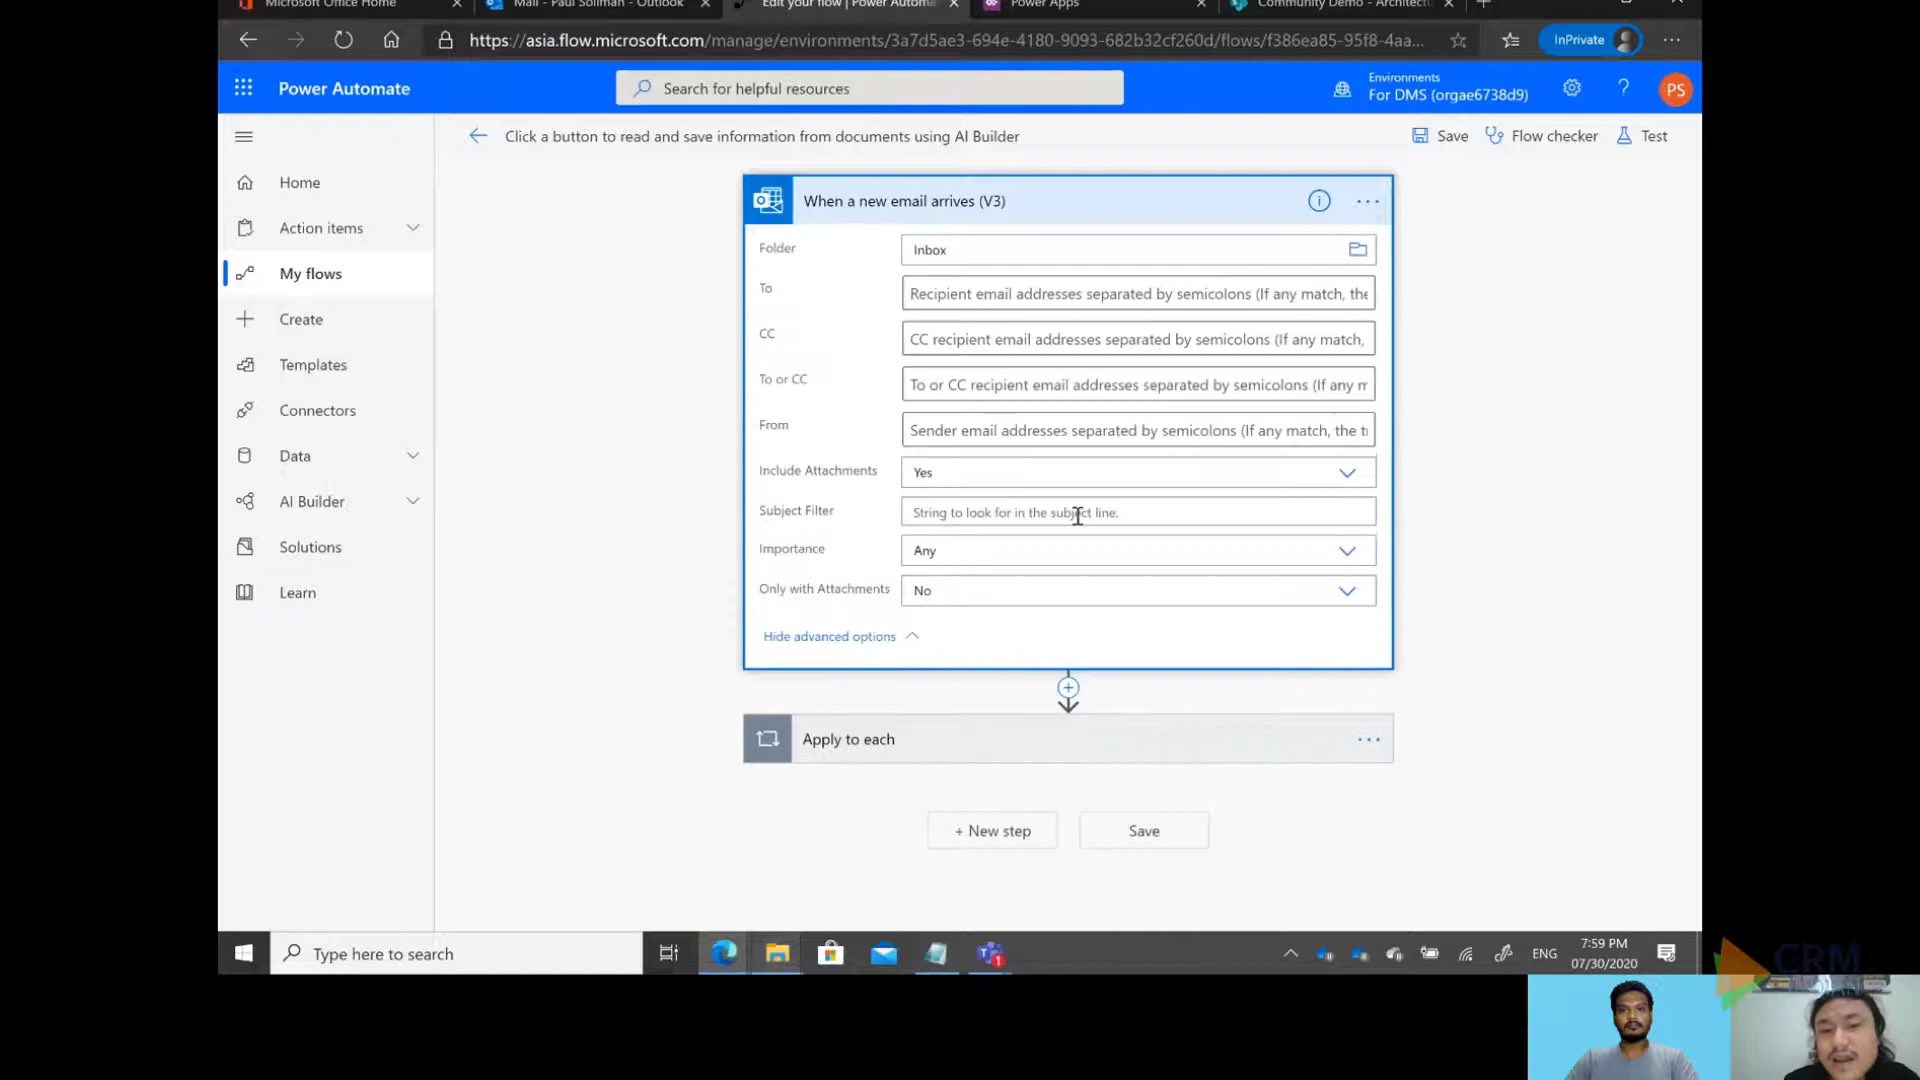 Microsoft Office Home
Mail - Paul Soliman - Outlook
Edit your flow | Power Automa
Power Apps
Community Demo - Architect
https://asia.flow.microsoft.com/manage/environments/3a7d5ae3-694e-4180-9093-682b32cf260d/flows/f386ea85-95f8-4aa...
InPrivate
Power Automate
Search for helpful resources
Environments
For DMS (orgae6738d9)
PS
Click a button to read and save information from documents using AI Builder
Save
Flow checker
Test
Home
Action items
My flows
Create
Templates
Connectors
Data
AI Builder
Solutions
Learn
When a new email arrives (V3)
Folder
Inbox
To
Recipient email addresses separated by semicolons (If any match, the
CC
CC recipient email addresses separated by semicolons (If any match,
To or CC
To or CC recipient email addresses separated by semicolons (If any m
From
Sender email addresses separated by semicolons (If any match, the t
Include Attachments
Yes
Subject Filter
String to look for in the subject line.
Importance
Any
Only with Attachments
No
Hide advanced options
Apply to each
+ New step
Save
Type here to search
1
ENG
7:59 PM
07/30/2020
CRM